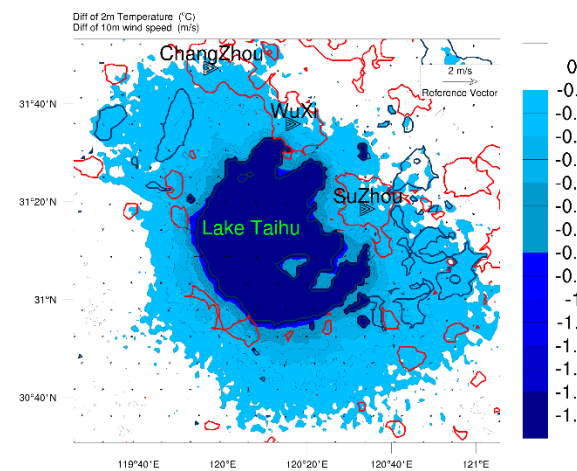 Diff of 2m Temperature (°C)
Diff of 10m wind speed (m/s)
ChangZhou
2 m/s
Reference Vector
31°40'N
WuXi
31°20'N
SuZhou
Lake Taihu
31°N
30°40'N
119°40'E 120°E 120°20'E 120°40'E 121°E